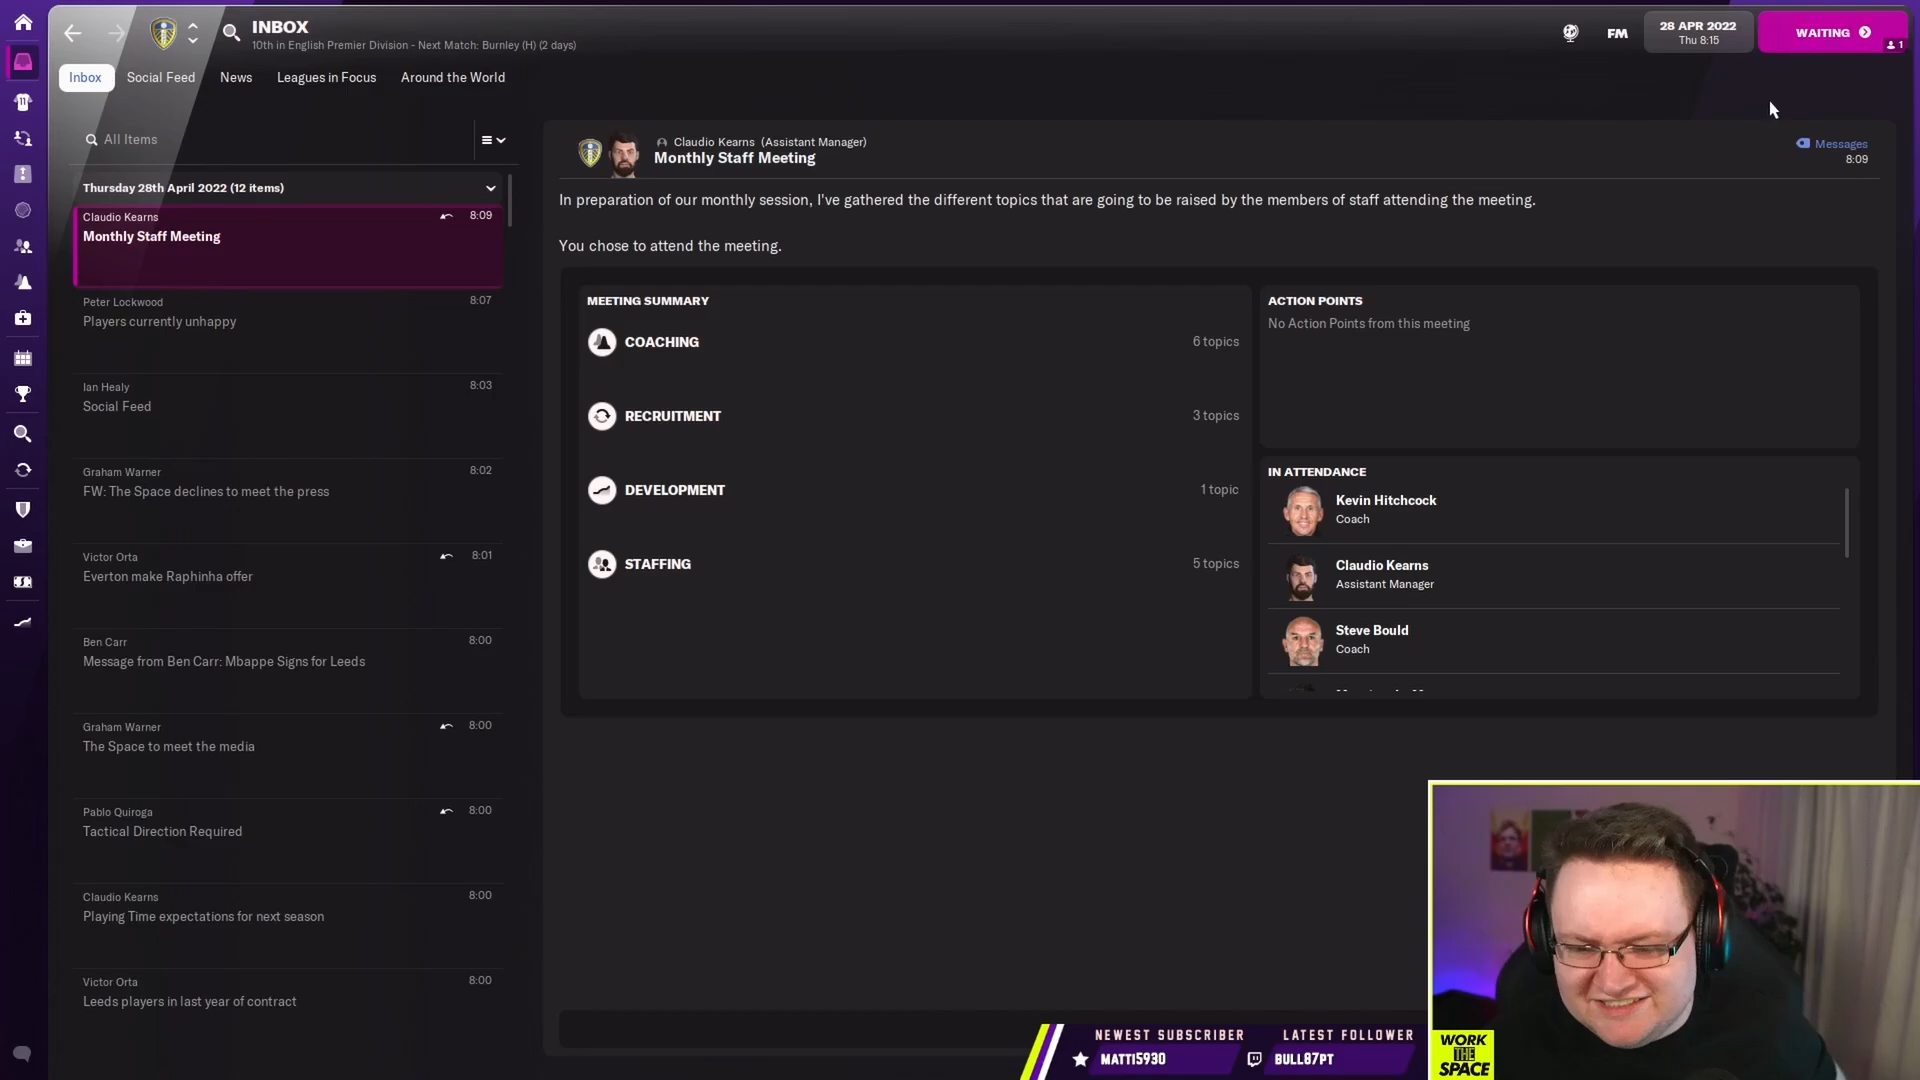 INBOX
10th in English Premier Division - Next Match: Burnley (H) (2 days)
FM
28 APR 2022
Thu 8:15
WAITING
1
Inbox
Social Feed
News
Leagues in Focus
Around the World
All Items
Thursday 28th April 2022 (12 items)
Claudio Kearns
8:09
Monthly Staff Meeting
Peter Lockwood
8:07
Players currently unhappy
Ian Healy
8:03
Social Feed
Graham Warner
8:02
FW: The Space declines to meet the press
Victor Orta
8:01
Everton make Raphinha offer
Ben Carr
8:00
Message from Ben Carr: Mbappe Signs for Leeds
Graham Warner
8:00
The Space to meet the media
Pablo Quiroga
8:00
Tactical Direction Required
Claudio Kearns
8:00
Playing Time expectations for next season
Victor Orta
8:00
Leeds players in last year of contract
Claudio Kearns (Assistant Manager)
Monthly Staff Meeting
Messages
8:09
In preparation of our monthly session, I've gathered the different topics that are going to be raised by the members of staff attending the meeting.
You chose to attend the meeting.
MEETING SUMMARY
COACHING
6 topics
RECRUITMENT
3 topics
DEVELOPMENT
1 topic
STAFFING
5 topics
ACTION POINTS
No Action Points from this meeting
IN ATTENDANCE
Kevin Hitchcock
Coach
Claudio Kearns
Assistant Manager
Steve Bould
Coach
NEWEST SUBSCRIBER
MATTI5930
LATEST FOLLOWER
BULL87PT
WORK
THE
SPACE